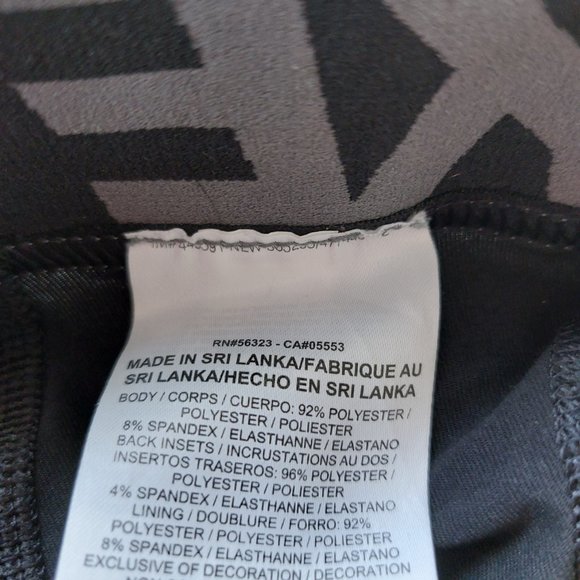 RN#56323 - CA#05553
MADE IN SRI LANKA/FABRIQUE AU
SRI LANKA/HECHO EN SRI LANKA
BODY / CORPS / CUERPO: 92% POLYESTER /
POLYESTER / POLIESTER
8% SPANDEX / ELASTHANNE / ELASTANO
BACK INSETS / INCRUSTATIONS AU DOS /
INSERTOS TRASEROS: 96% POLYESTER /
POLYESTER / POLIESTER
4% SPANDEX / ELASTHANNE / ELASTANO
LINING / DOUBLURE / FORRO: 92%
POLYESTER / POLYESTER / POLIESTER
8% SPANDEX / ELASTHANNE / ELASTANO
EXCLUSIVE OF DECORATION / DECORATION